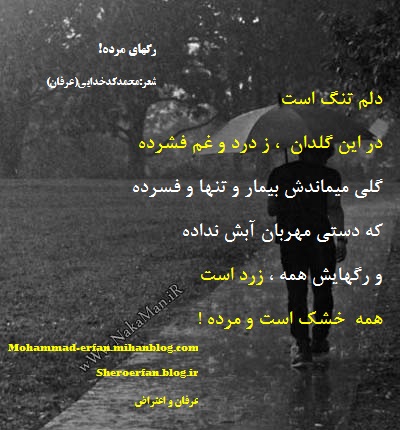 رگهای مرده!
شعر:محمدکدخدایی(عرفان)
دلم تنگ است
در این گلدان ، ز درد و غم فشرده
گلی میماندش بیمار و تنها و فسرده
که دستی مهربان آبش نداده
و رگهایش همه ، زرد است
همه خشک است و مرده !
www.NakaMan.iR
Mohammad-erfan.mihanblog.com
Sheroerfan.blog.ir
عرفان و اعتراض